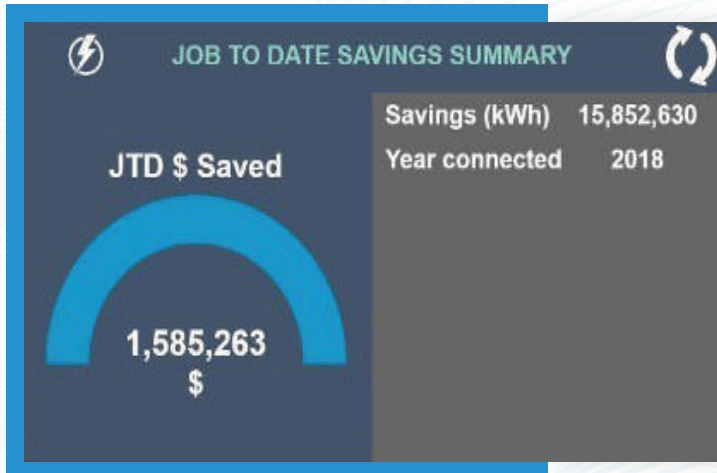 JOB TO DATE SAVINGS SUMMARY
JTD $ Saved
1,585,263
$
Savings (kWh) 15,852,630
Year connected 2018